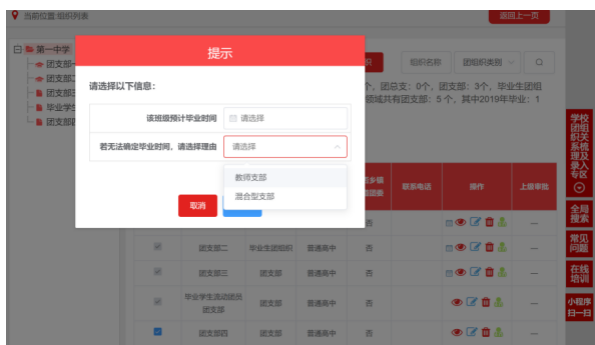 当前位置 组织列表
返回上一页
第一中学
团支部一
团支部二
团支部三
毕业学生
团支部四
提示
请选择以下信息：
该班级预计毕业时间
请选择
若无法确定毕业时间，请选择理由
请选择
教师支部
混合型支部
取消
织
组织名称
团组织类别
个，团总支：0个，团支部：3个，毕业生团组
领域共有团支部：5 个，其中2019年毕业：1
联系电话
操作
上级审批
否
—
团支部二
毕业生团组织
普通高中
否
—
团支部三
团支部
普通高中
否
—
毕业学生流动团员
团支部
团支部
普通高中
否
—
团支部四
团支部
普通高中
否
—
学校
团组
织关
系梳
理及
录入
专区
全局
搜索
常见
问题
在线
培训
小程序
扫一扫